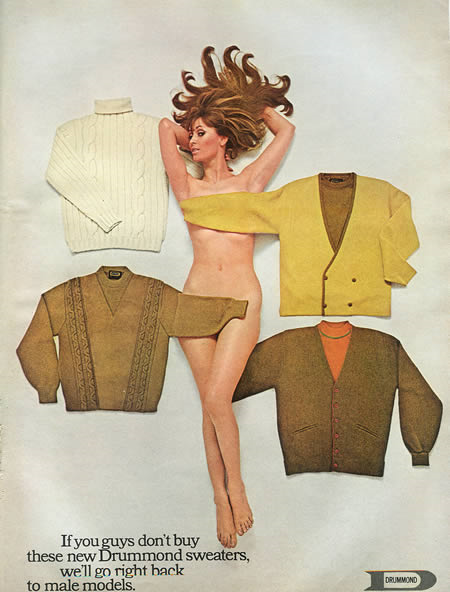 If you guys don't buy
these new Drummond sweaters,
we'll go right back
to male models.
DRUMMOND